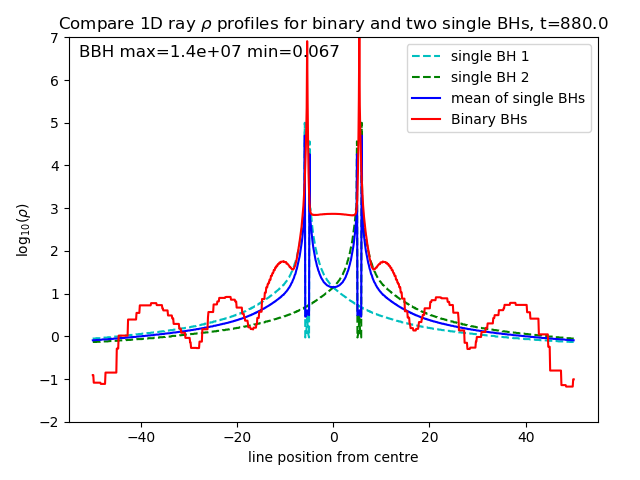 Compare 1D ray ρ profiles for binary and two single BHs, t=880.0
BBH max=1.4e+07 min=0.067
single BH 1
single BH 2
mean of single BHs
Binary BHs
log₁₀(ρ)
7
6
5
4
3
2
1
0
−1
−2
−40 −20 0 20 40
line position from centre